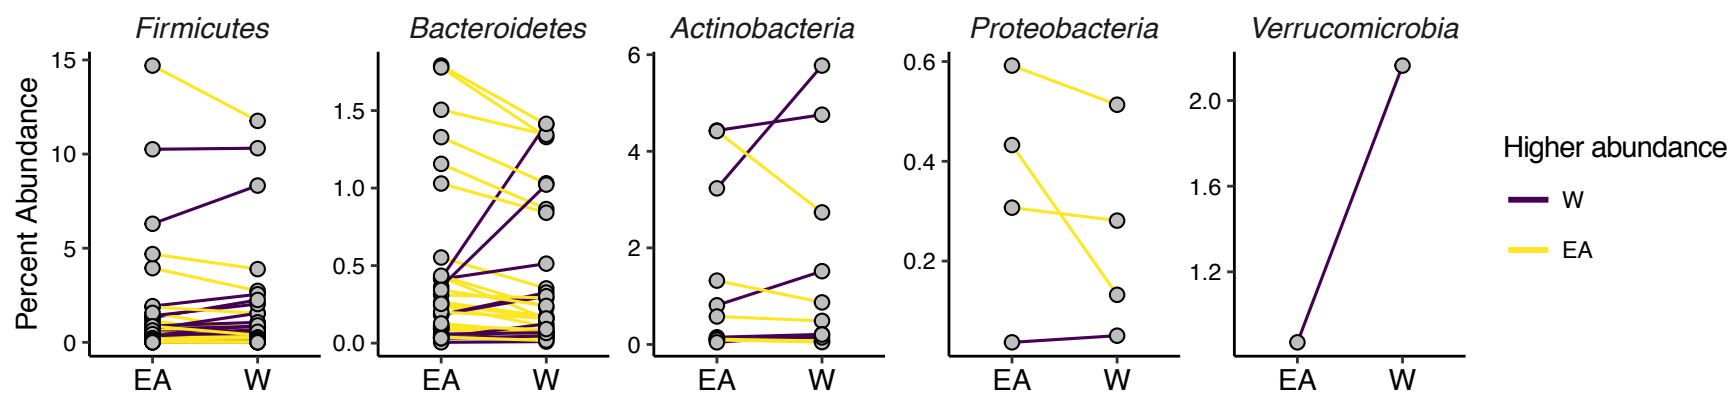 Firmicutes
Bacteroidetes
Actinobacteria
Proteobacteria
Verrucomicrobia
Percent Abundance
15
10
5
0
EA
W
1.5
1.0
0.5
0.0
EA
W
6
4
2
0
EA
W
0.6
0.4
0.2
EA
W
2.0
1.6
1.2
EA
W
Higher abundance
W
EA